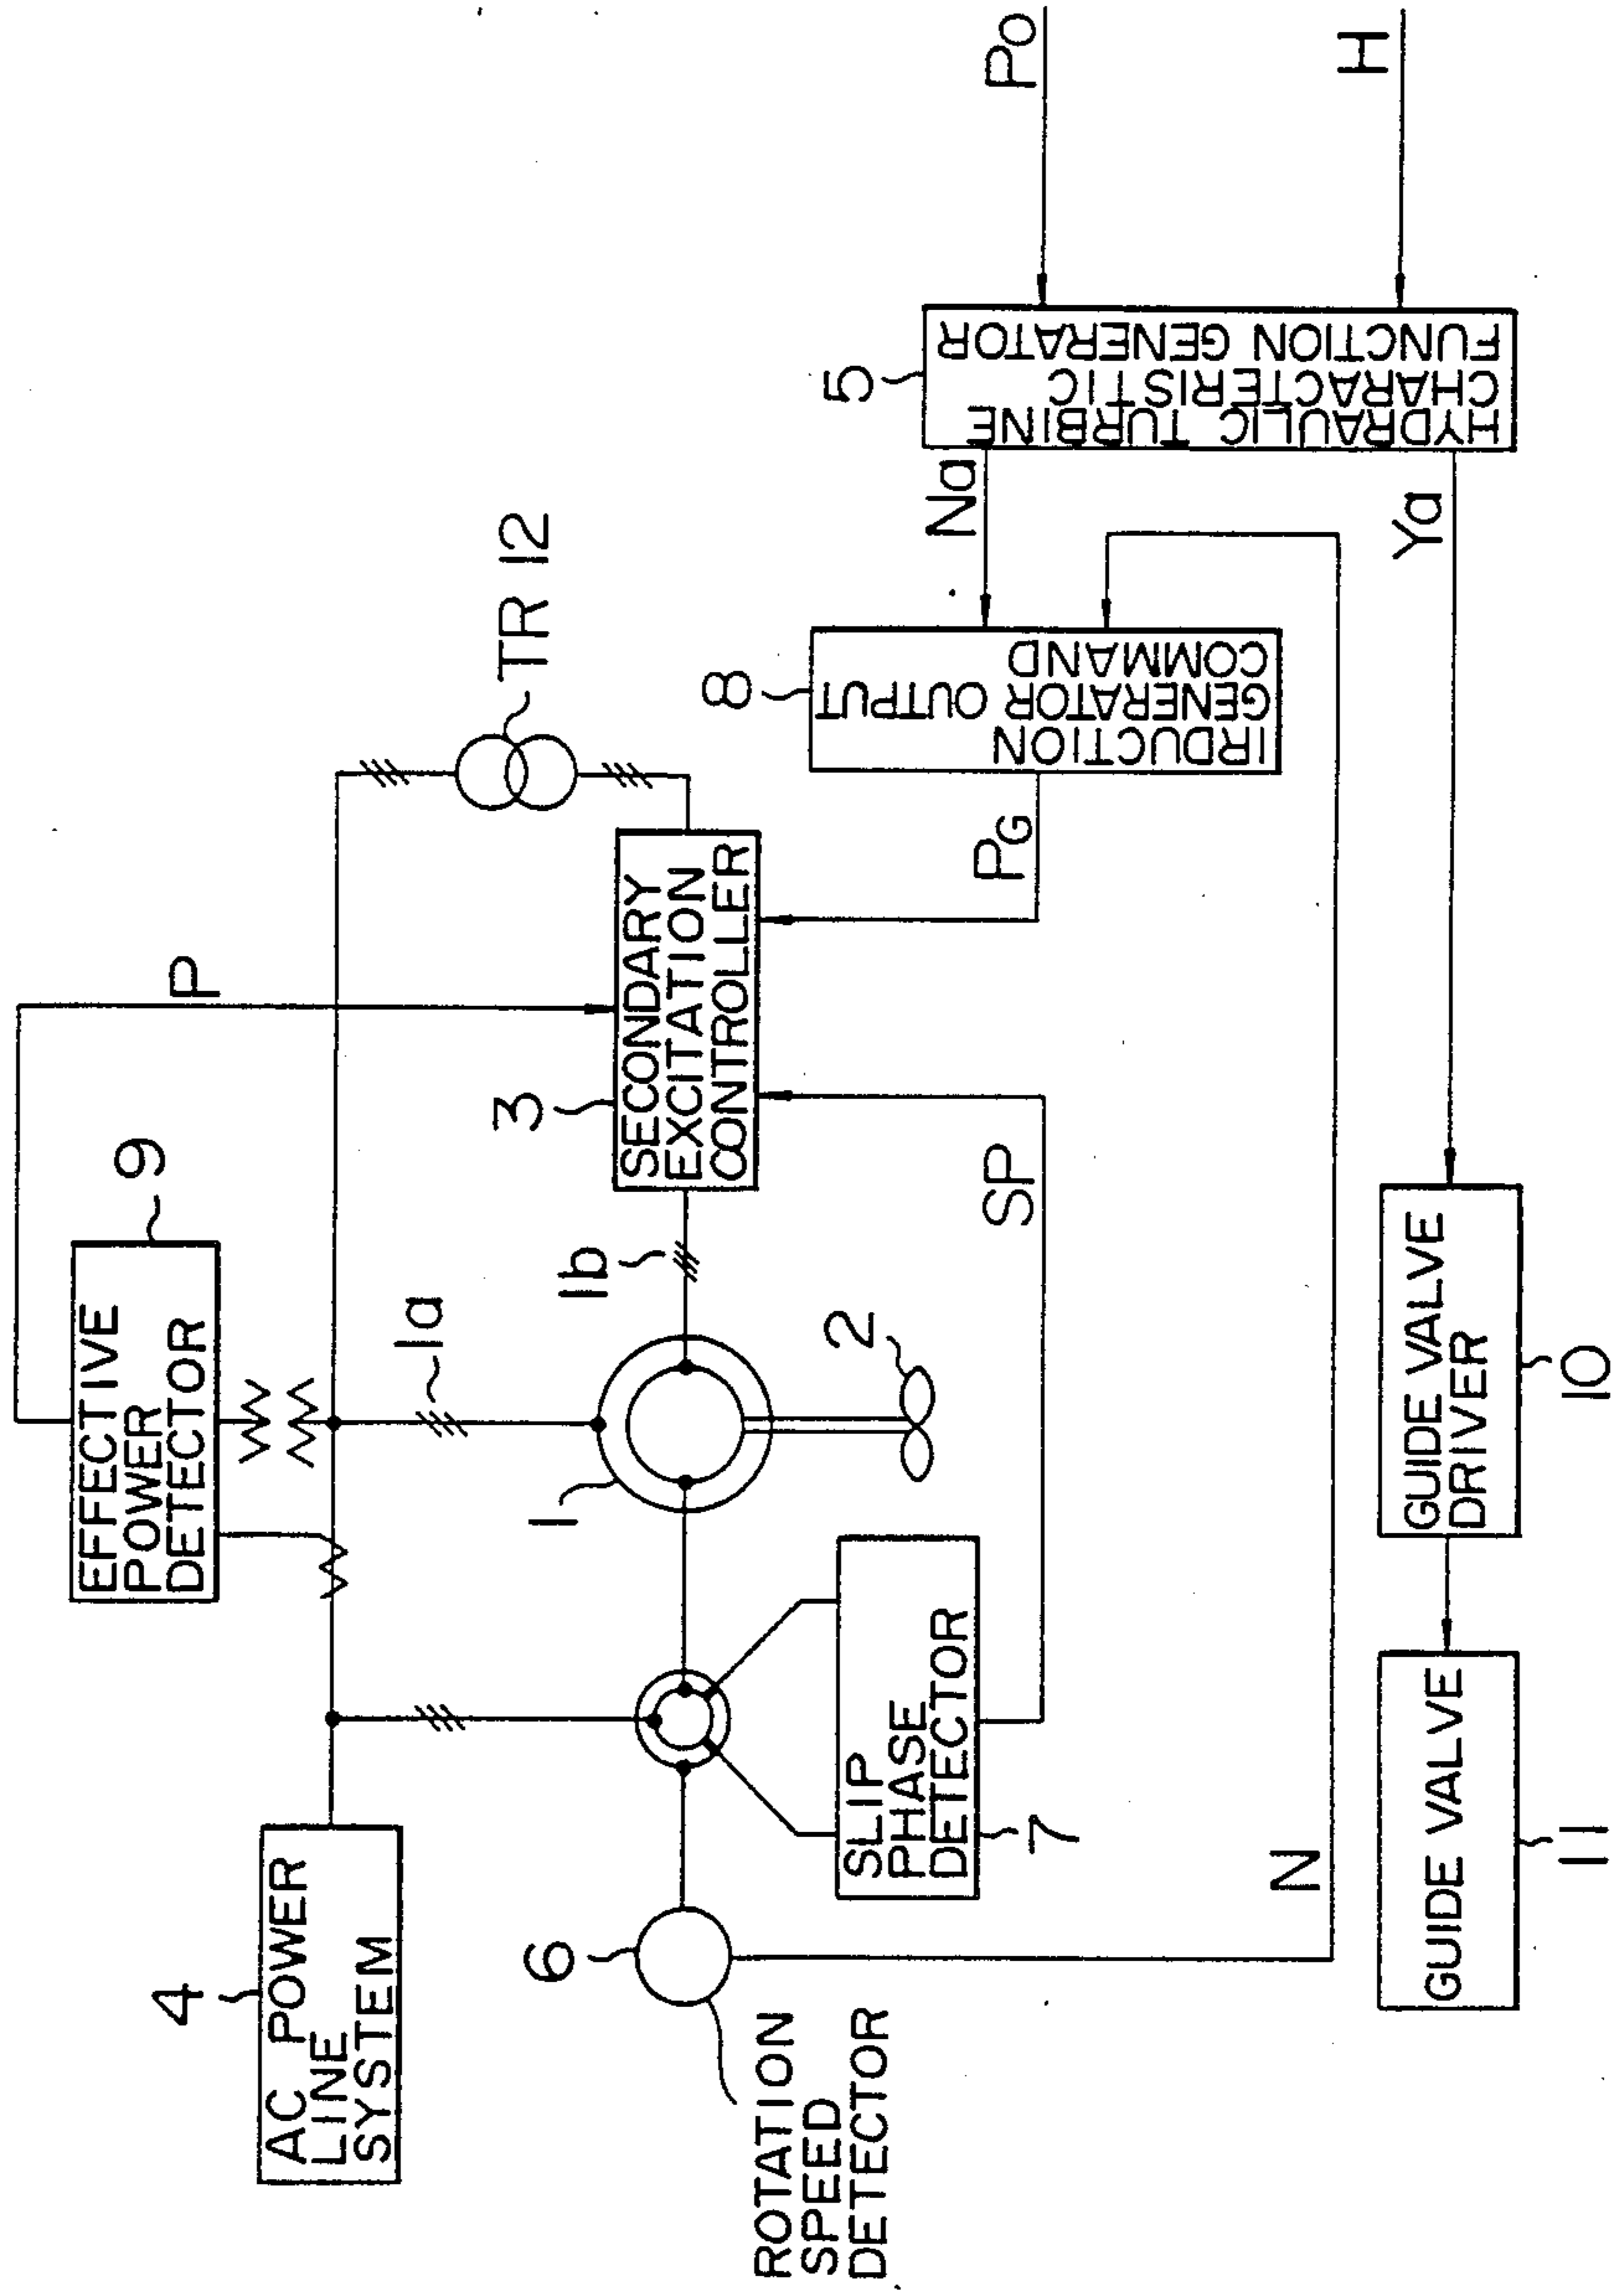 4
AC POWER
LINE
SYSTEM
EFFECTIVE
POWER
DETECTOR
9
P
1a
TR 12
1
1b
3
SECONDARY
EXCITATION
CONTROLLER
2
6
ROTATION
SPEED
DETECTOR
SLIP
PHASE
DETECTOR
7
SP
PG
8
IRDUCTION
GENERATOR OUTPUT
COMMAND
Na
5
HYDRAULIC TURBINE
CHARACTERISTIC
FUNCTION GENERATOR
PO
H
N
Ya
GUIDE VALVE
11
GUIDE VALVE
DRIVER
10